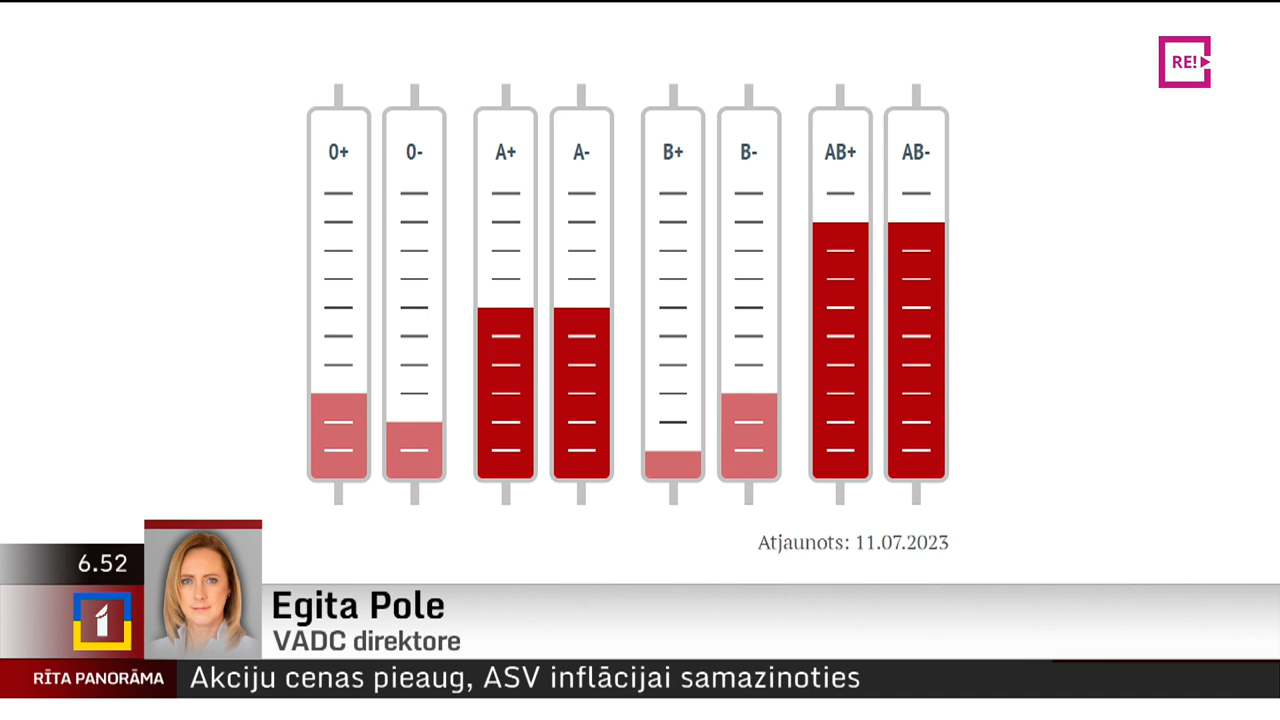 RE!
0+ 0- A+ A- B+ B- AB+ AB-
Atjaunots: 11.07.2023
6.52
1
Egita Pole
VADC direktore
RĪTA PANORĀMA Akciju cenas pieaug, ASV inflācijai samazinoties